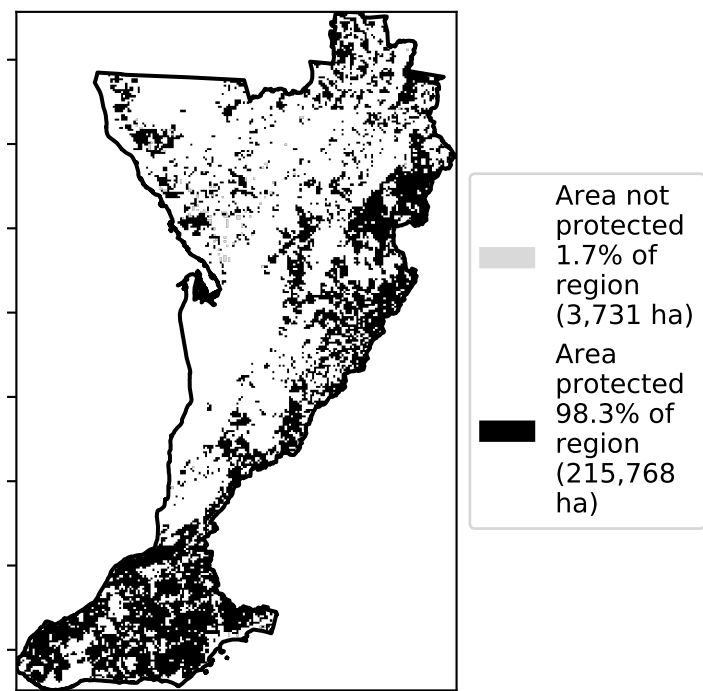 Area not
protected
1.7% of
region
(3,731 ha)
Area
protected
98.3% of
region
(215,768
ha)